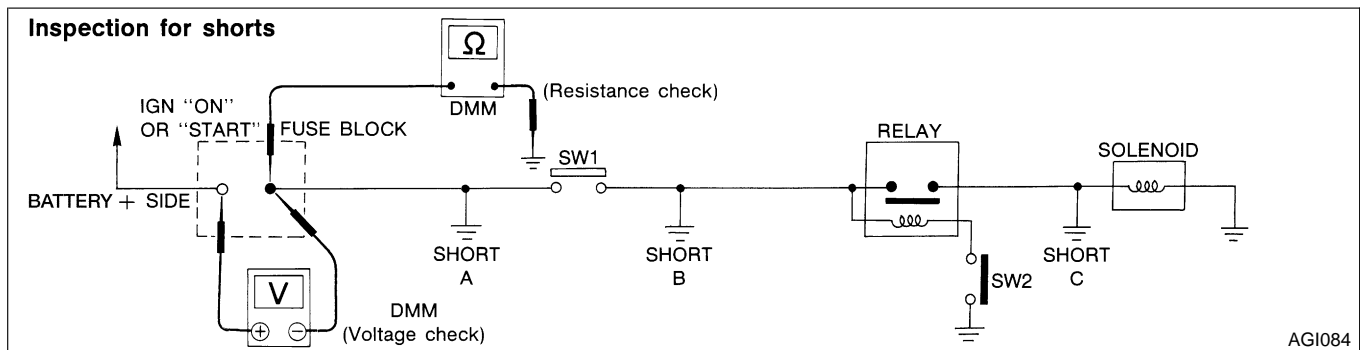 Inspection for shorts
Ω
DMM
(Resistance check)
IGN "ON"
OR "START"
FUSE BLOCK
BATTERY + SIDE
SW1
RELAY
SOLENOID
SHORT
A
SHORT
B
SHORT
C
SW2
V
+ −
DMM
(Voltage check)
AGI084